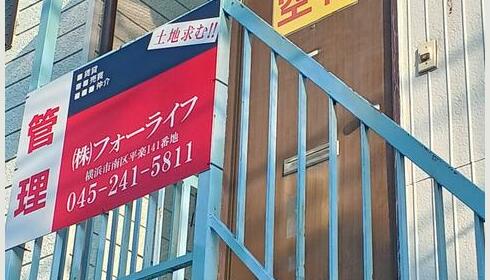 土地求む!!
■賃貸
■■売買
■■■仲介
管理
(株)フォーライフ
横浜市南区平楽141番地
045-241-5811
空